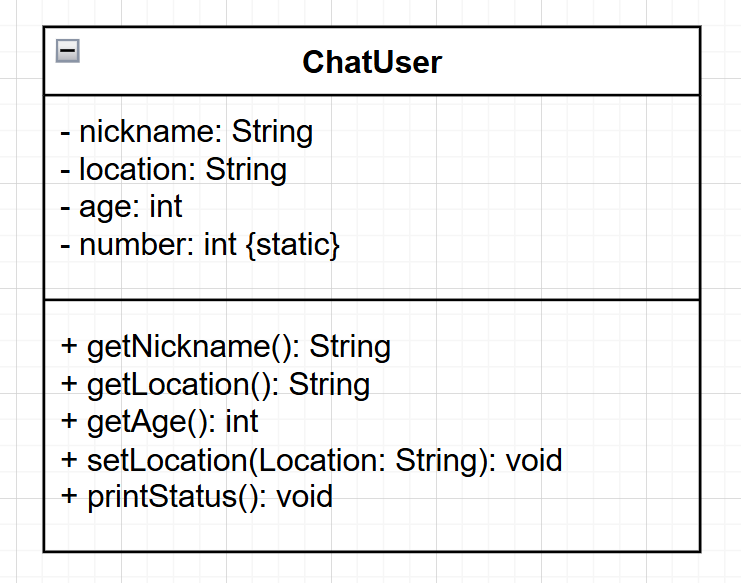 ChatUser
- nickname: String
- location: String
- age: int
- number: int {static}
+ getNickname(): String
+ getLocation(): String
+ getAge(): int
+ setLocation(Location: String): void
+ printStatus(): void